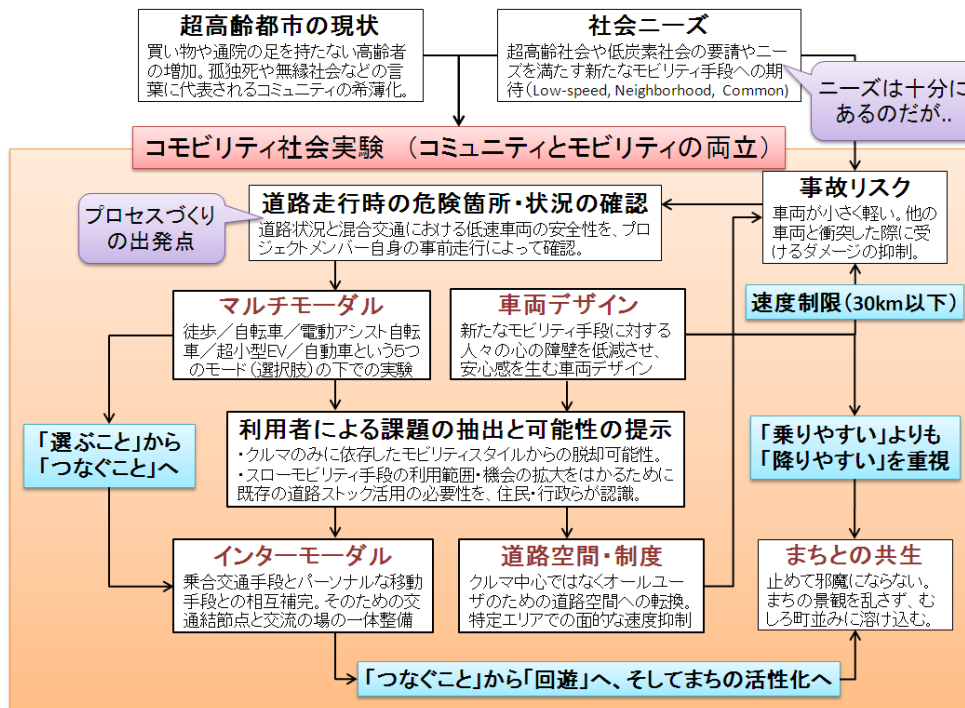 超高齢都市の現状
買い物や通院の足を持たない高齢者
の増加。孤独死や無縁社会などの言
葉に代表されるコミュニティの希薄化。
社会ニーズ
超高齢社会や低炭素社会の要請やニー
ズを満たす新たなモビリティ手段への期
待(Low-speed, Neighborhood, Common)
ニーズは十分に
あるのだが..
コモビリティ社会実験 (コミュニティとモビリティの両立)
プロセスづくり
の出発点
道路走行時の危険箇所・状況の確認
道路状況と混合交通における低速車両の安全性を、プロ
ジェクトメンバー自身の事前走行によって確認。
事故リスク
車両が小さく軽い。他の
車両と衝突した際に受
けるダメージの抑制。
速度制限(30km以下)
マルチモーダル
徒歩/自転車/電動アシスト自転
車/超小型EV/自動車という5つ
のモード(選択肢)の下での実験
車両デザイン
新たなモビリティ手段に対する
人々の心の障壁を低減させ、
安心感を生む車両デザイン
「選ぶこと」から
「つなぐこと」へ
利用者による課題の抽出と可能性の提示
・クルマのみに依存したモビリティスタイルからの脱却可能性。
・スローモビリティ手段の利用範囲・機会の拡大をはかるために
既存の道路ストック活用の必要性を、住民・行政らが認識。
「乗りやすい」よりも
「降りやすい」を重視
インターモーダル
乗合交通手段とパーソナルな移動
手段との相互補完。そのための交
通結節点と交流の場の一体整備
道路空間・制度
クルマ中心ではなくオールユー
ザのための道路空間への転換。
特定エリアでの面的な速度抑制
まちとの共生
止めて邪魔にならない。
まちの景観を乱さず、む
しろ町並みに溶け込む。
「つなぐこと」から「回遊」へ、そしてまちの活性化へ